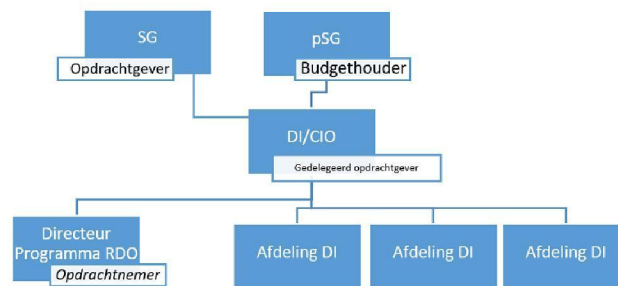 SG
Opdrachtgever
pSG
Budgethouder
DI/CIO
Gedelegeerd opdrachtgever
Directeur
Programma RDO
Opdrachtnemer
Afdeling DI
Afdeling DI
Afdeling DI